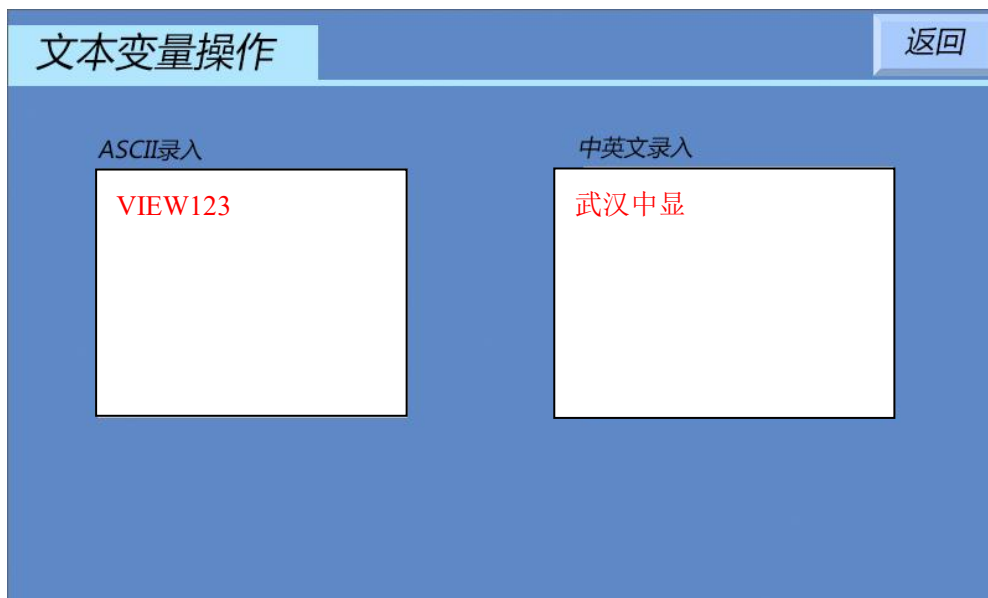 文本变量操作
返回
ASCII录入
中英文录入
VIEW123
武汉中显